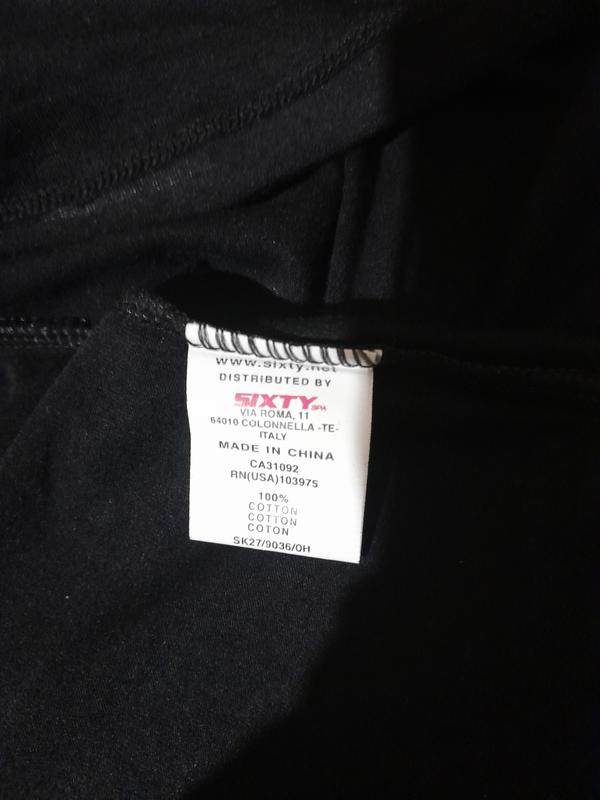 www.sixty.net
DISTRIBUTED BY
SIXTY SPA
VIA ROMA, 11
64010 COLONNELLA -TE-
ITALY
MADE IN CHINA
CA31092
RN(USA)103975
100%
COTTON
COTTON
COTON
SK27/9036/OH